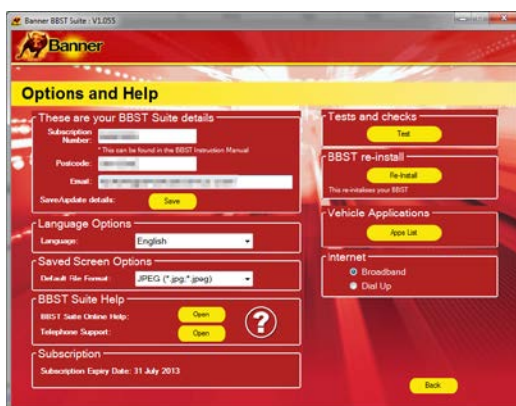 Banner BBST Suite : V1.055
Banner
Options and Help
These are your BBST Suite details
Subscription Number:
* This can be found in the BBST Instruction Manual
Postcode:
Email:
Save/update details: Save
Language Options
Language: English
Saved Screen Options
Default File Format: JPEG (*.jpg,*.jpeg)
BBST Suite Help
BBST Suite Online Help: Open
Telephone Support: Open
?
Subscription
Subscription Expiry Date: 31 July 2013
Tests and checks
Test
BBST re-install
Re-Install
This re-initialises your BBST
Vehicle Applications
Apps List
Internet
Broadband
Dial Up
Back